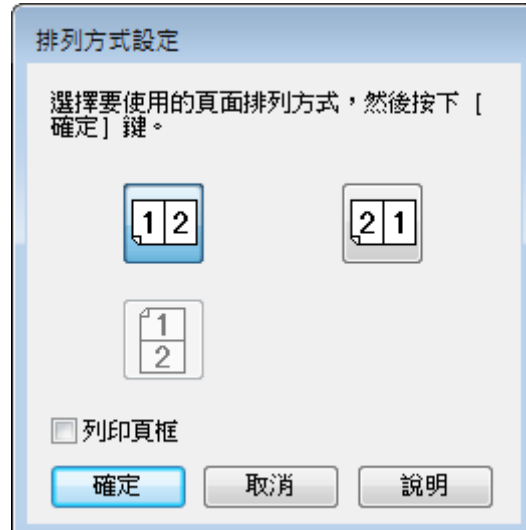 排列方式設定
選擇要使用的頁面排列方式，然後按下 [
確定] 鍵。
1 2
2 1
1
2
列印頁框
確定 取消 說明